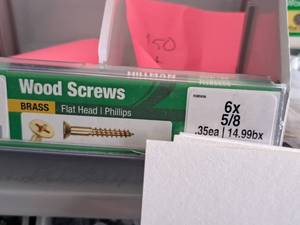 150
HILLMAN
Wood Screws
BRASS
Flat Head | Phillips
6x
5/8
.35ea | 14.99bx